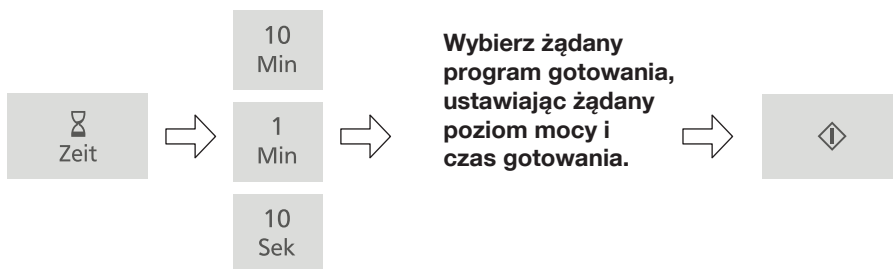 Zeit
10
Min
1
Min
10
Sek
Wybierz żądany
program gotowania,
ustawiając żądany
poziom mocy i
czas gotowania.